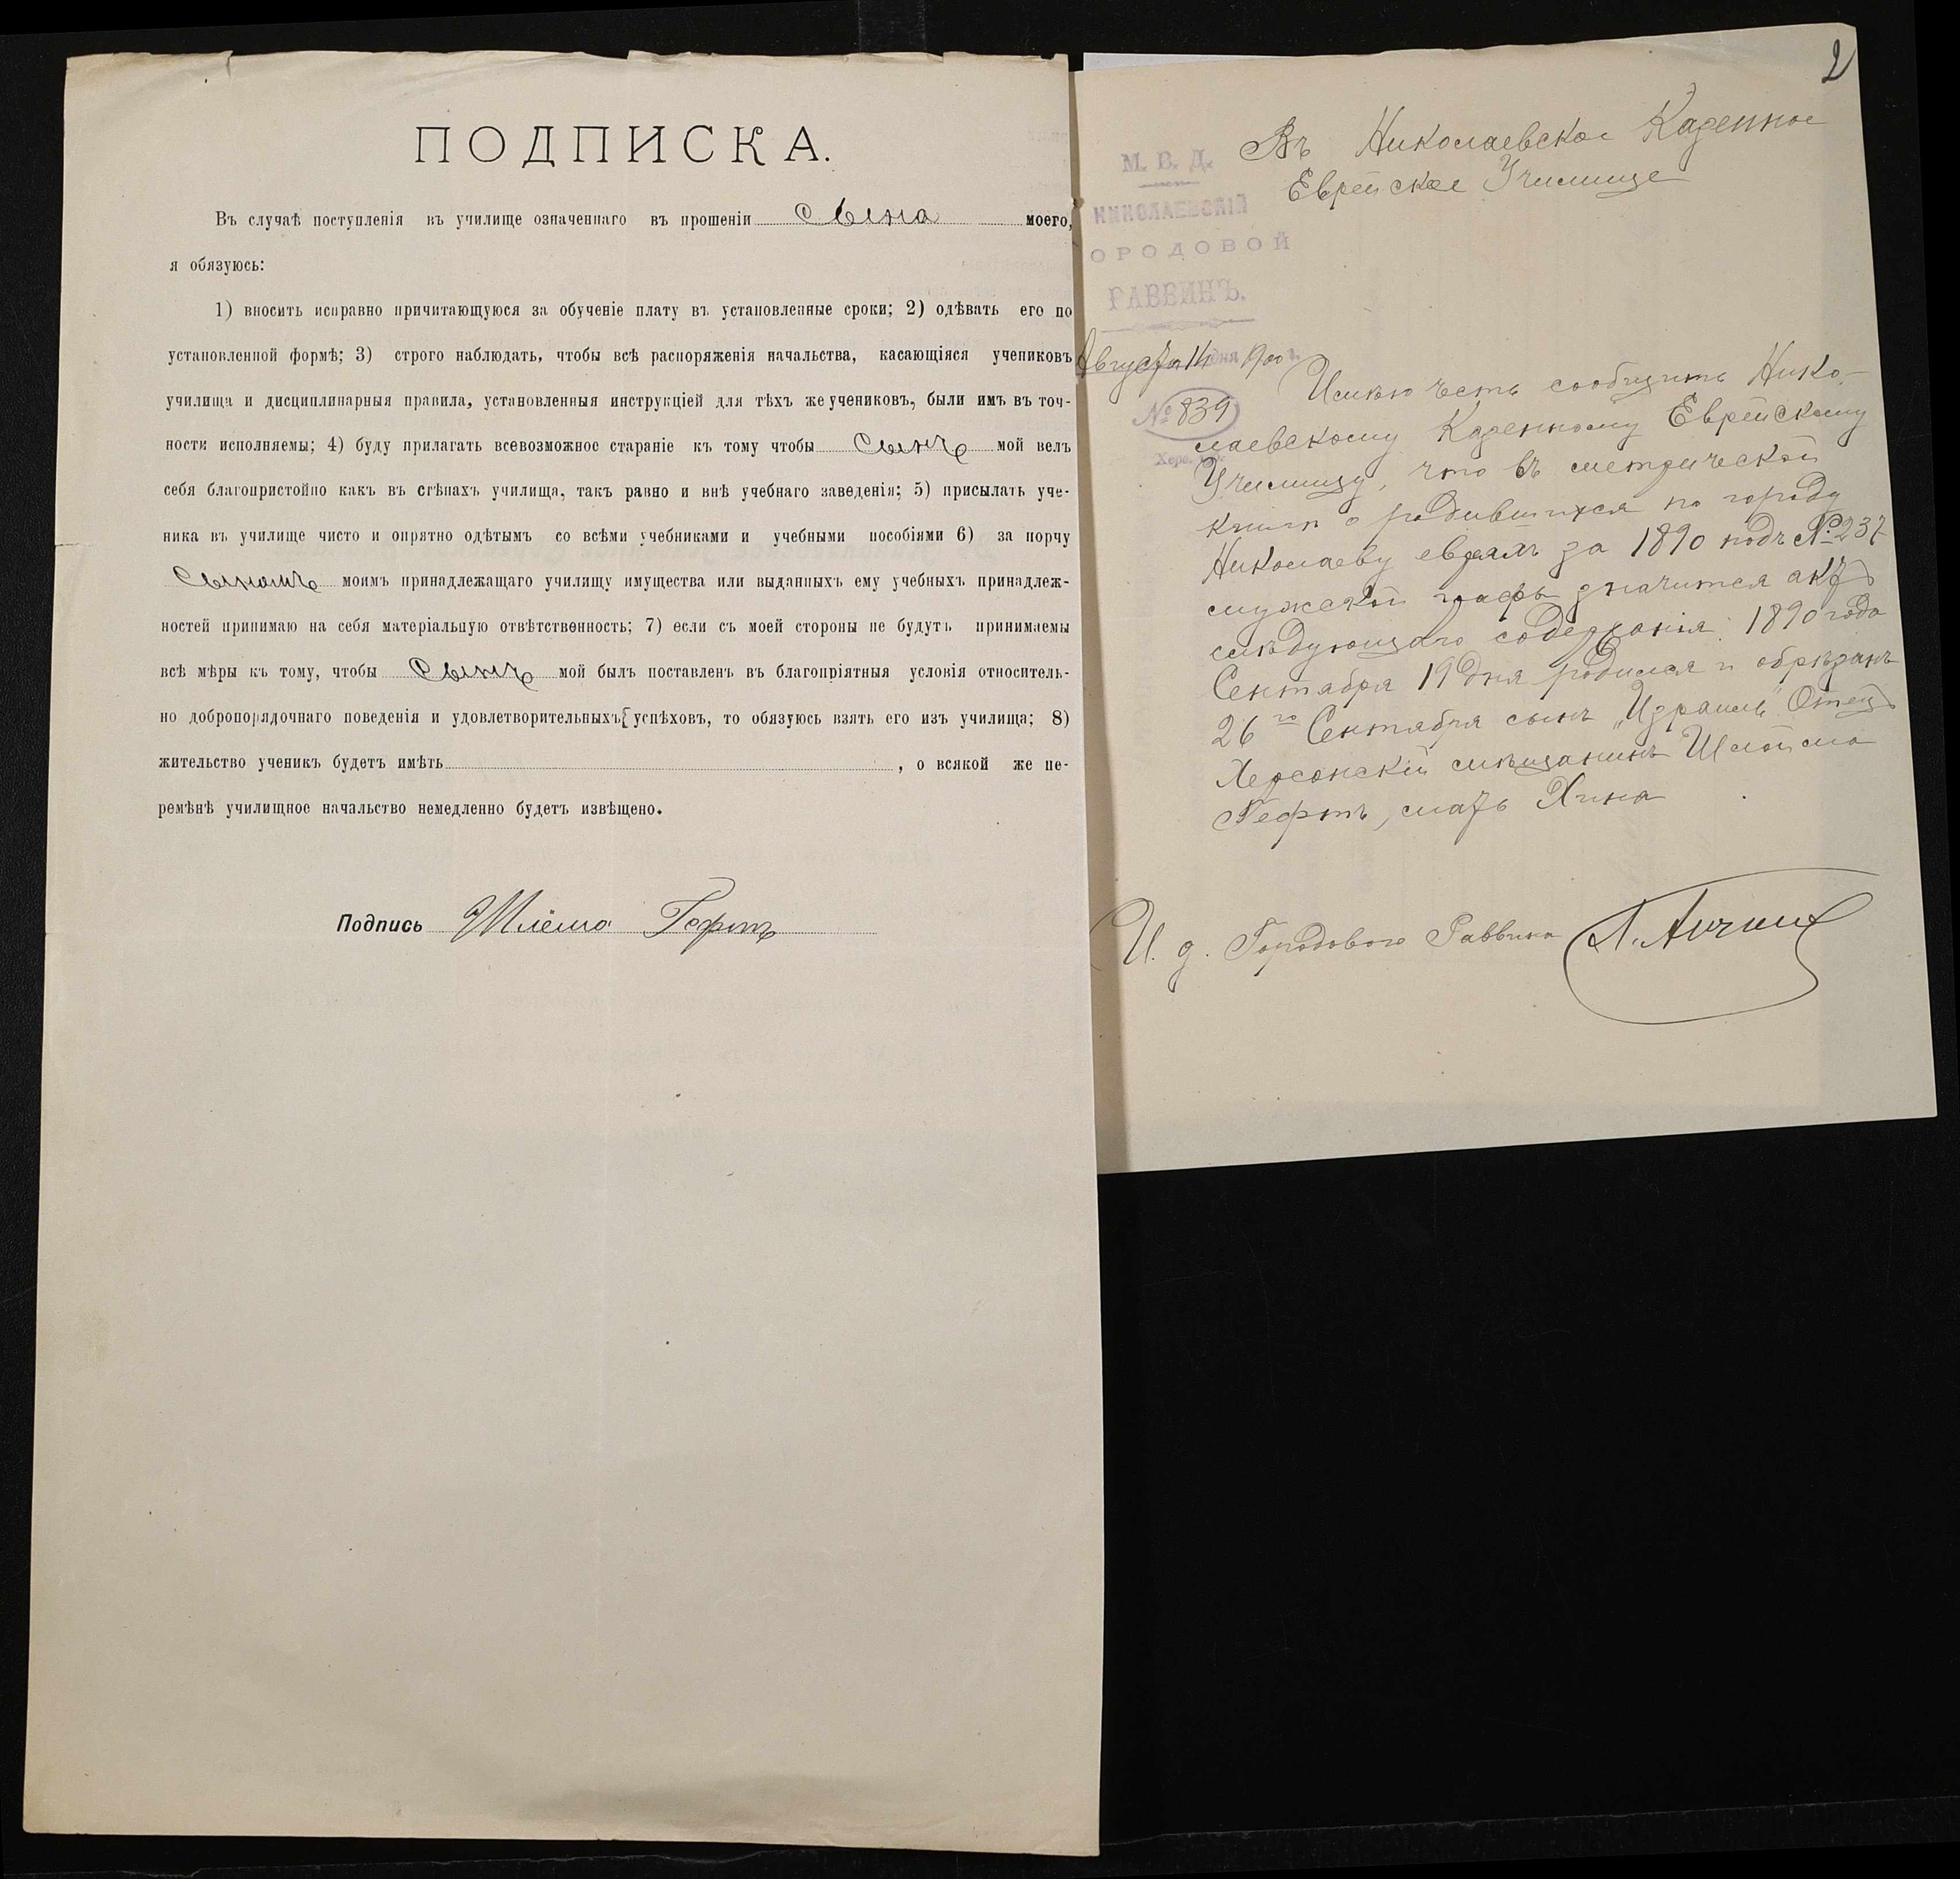 ПОДПИСКА.
Въ случаѣ поступленія въ училище означеннаго въ прошеніи сына моего,
я обязуюсь:
1) вносить исправно причитающуюся за обученіе плату въ установленные сроки; 2) одѣвать его по
установленной формѣ; 3) строго наблюдать, чтобы всѣ распоряженія начальства, касающіяся учениковъ
училища и дисциплинарныя правила, установленныя инструкціей для тѣхъ же учениковъ, были имъ въ точ-
ности исполняемы; 4) буду прилагать всевозможное стараніе къ тому чтобы сынъ мой велъ
себя благопристойно какъ въ стѣнахъ училища, такъ равно и внѣ учебнаго заведенія; 5) присылать уче-
ника въ училище чисто и опрятно одѣтымъ со всѣми учебниками и учебными пособіями 6) за порчу
сыномъ моимъ принадлежащаго училищу имущества или выданныхъ ему учебныхъ принадлеж-
ностей принимаю на себя матеріальную отвѣтственность; 7) если съ моей стороны не будутъ принимаемы
всѣ мѣры къ тому, чтобы сынъ мой былъ поставленъ въ благопріятныя условія относитель-
но добропорядочнаго поведенія и удовлетворительныхъ успѣховъ, то обязуюсь взять его изъ училища; 8)
жительство ученикъ будетъ имѣть , о всякой же пе-
ремѣнѣ училищное начальство немедленно будетъ извѣщено.
Подпись Шлёма Гефтъ
2
Въ Николаевское Казенное
Еврейское Училище
М. В. Д.
НИКОЛАЕВСКІЙ
ОРОДОВОЙ
РАВВИНЪ.
Августа 14 дня 1900 г.
№ 839
Херс.
Имѣю честь сообщить Нико-
лаевскому Казенному Еврейскому
Училищу, что въ метрической
книгѣ о родившихся по городу
Николаеву евреяхъ за 1890 подъ № 237
мужской графы значится актъ
слѣдующаго содержанія: 1890 года
Сентября 19 дня родился и обрѣзанъ
26го Сентября сынъ „Израиль" Отецъ
Херсонскій мѣщанинъ Шлойма
Гефтъ, мать Хина
И. д. Городового Раввина